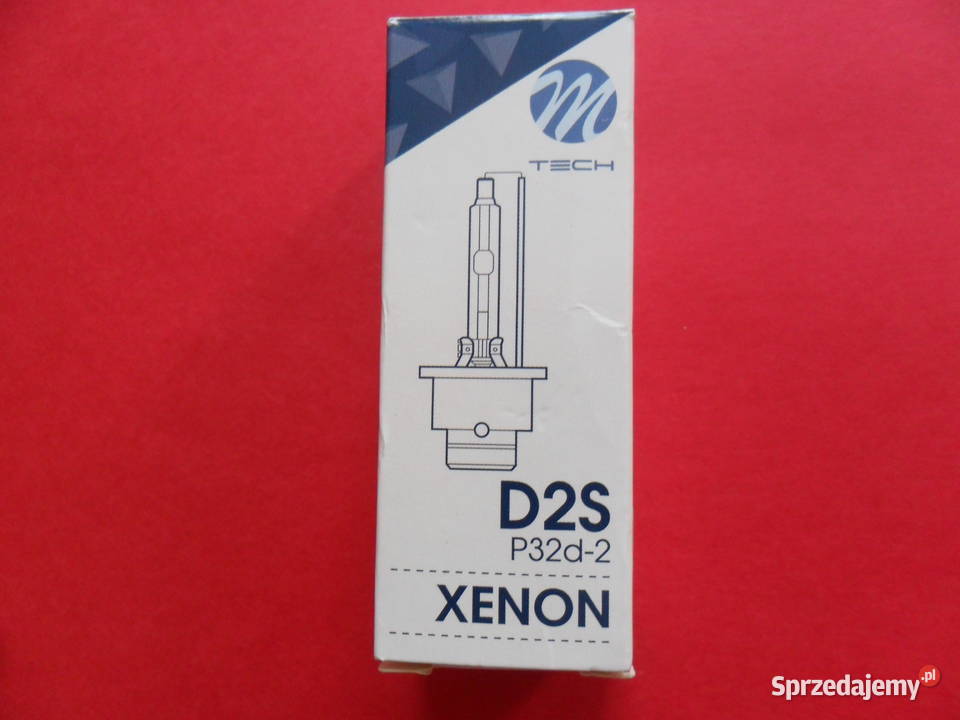 M
TECH
D2S
P32d-2
XENON
Sprzedajemy.pl